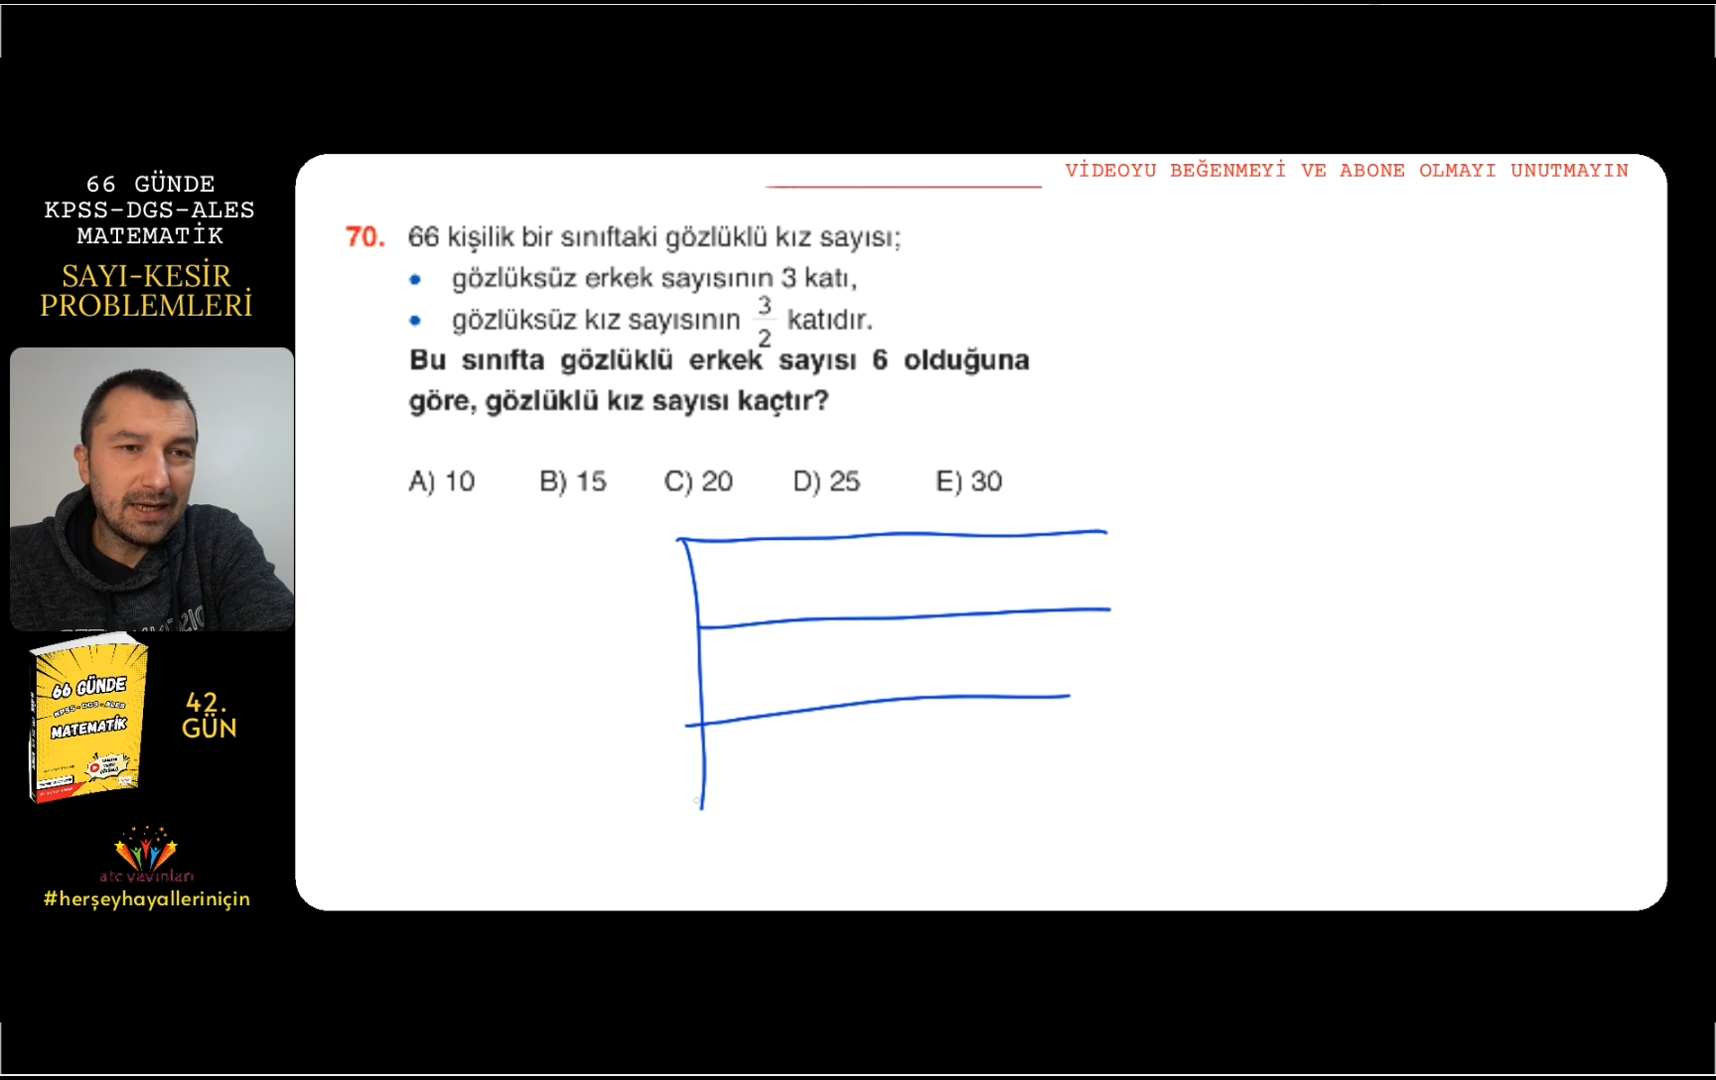 VİDEOYU BEĞENMEYİ VE ABONE OLMAYI UNUTMAYIN
66 GÜNDE
KPSS-DGS-ALES
MATEMATİK
SAYI-KESİR
PROBLEMLERİ
70. 66 kişilik bir sınıftaki gözlüklü kız sayısı;
• gözlüksüz erkek sayısının 3 katı,
• gözlüksüz kız sayısının 3/2 katıdır.
Bu sınıfta gözlüklü erkek sayısı 6 olduğuna
göre, gözlüklü kız sayısı kaçtır?
A) 10 B) 15 C) 20 D) 25 E) 30
66 GÜNDE
KPSS - DGS - ALES
MATEMATİK
42.
GÜN
atc yayınları
#herşeyhayalleriniçin